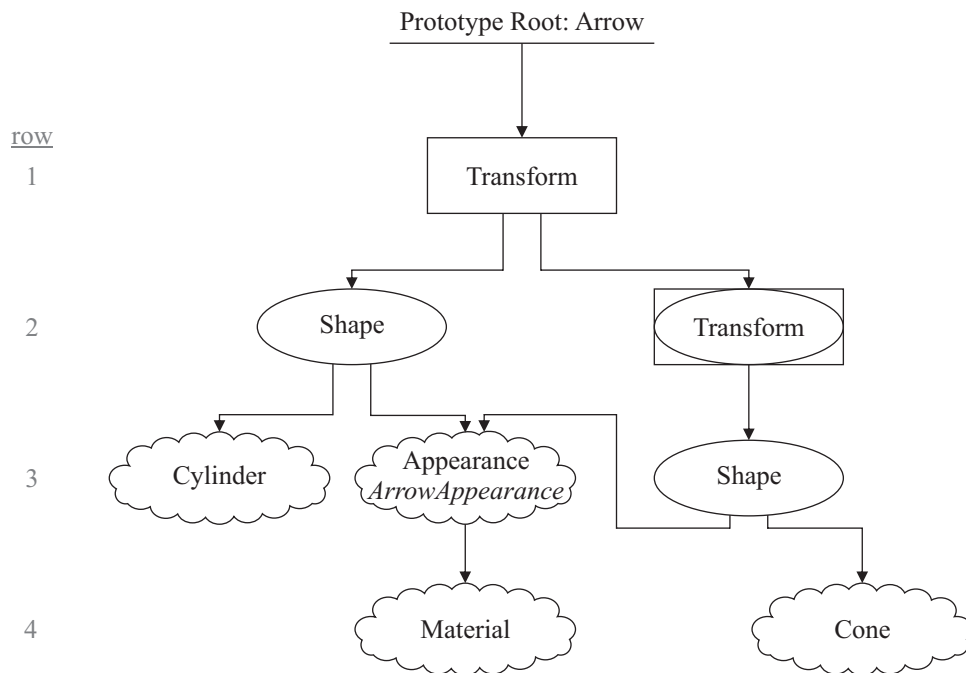 Prototype Root: Arrow
row
1
Transform
2
Shape
Transform
3
Cylinder
Appearance
ArrowAppearance
Shape
4
Material
Cone